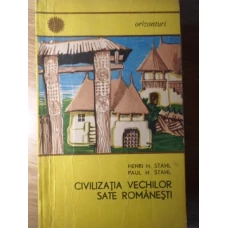 orizonturi
HENRI H. STAHL
PAUL H. STAHL
CIVILIZAȚIA VECHILOR
SATE ROMÂNEȘTI